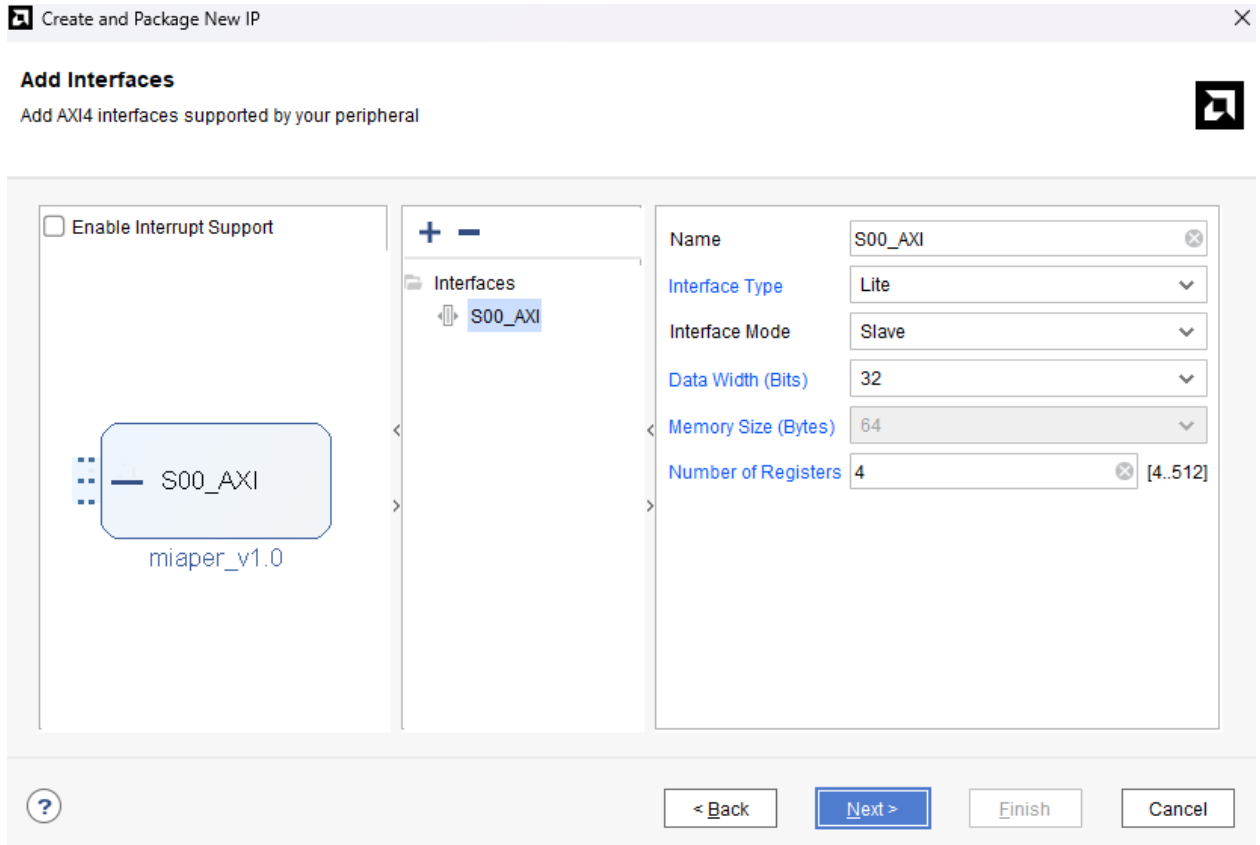 Create and Package New IP
Add Interfaces
Add AXI4 interfaces supported by your peripheral
Enable Interrupt Support
S00_AXI
miaper_v1.0
Interfaces
S00_AXI
Name S00_AXI
Interface Type Lite
Interface Mode Slave
Data Width (Bits) 32
Memory Size (Bytes) 64
Number of Registers 4 [4..512]
? < Back Next > Finish Cancel